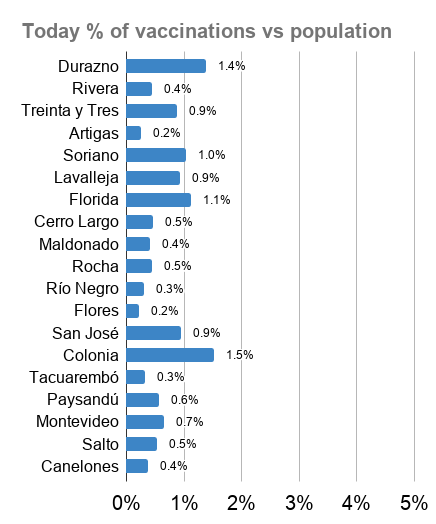 Today % of vaccinations vs population
Durazno 1.4%
Rivera 0.4%
Treinta y Tres 0.9%
Artigas 0.2%
Soriano 1.0%
Lavalleja 0.9%
Florida 1.1%
Cerro Largo 0.5%
Maldonado 0.4%
Rocha 0.5%
Río Negro 0.3%
Flores 0.2%
San José 0.9%
Colonia 1.5%
Tacuarembó 0.3%
Paysandú 0.6%
Montevideo 0.7%
Salto 0.5%
Canelones 0.4%
0% 1% 2% 3% 4% 5%